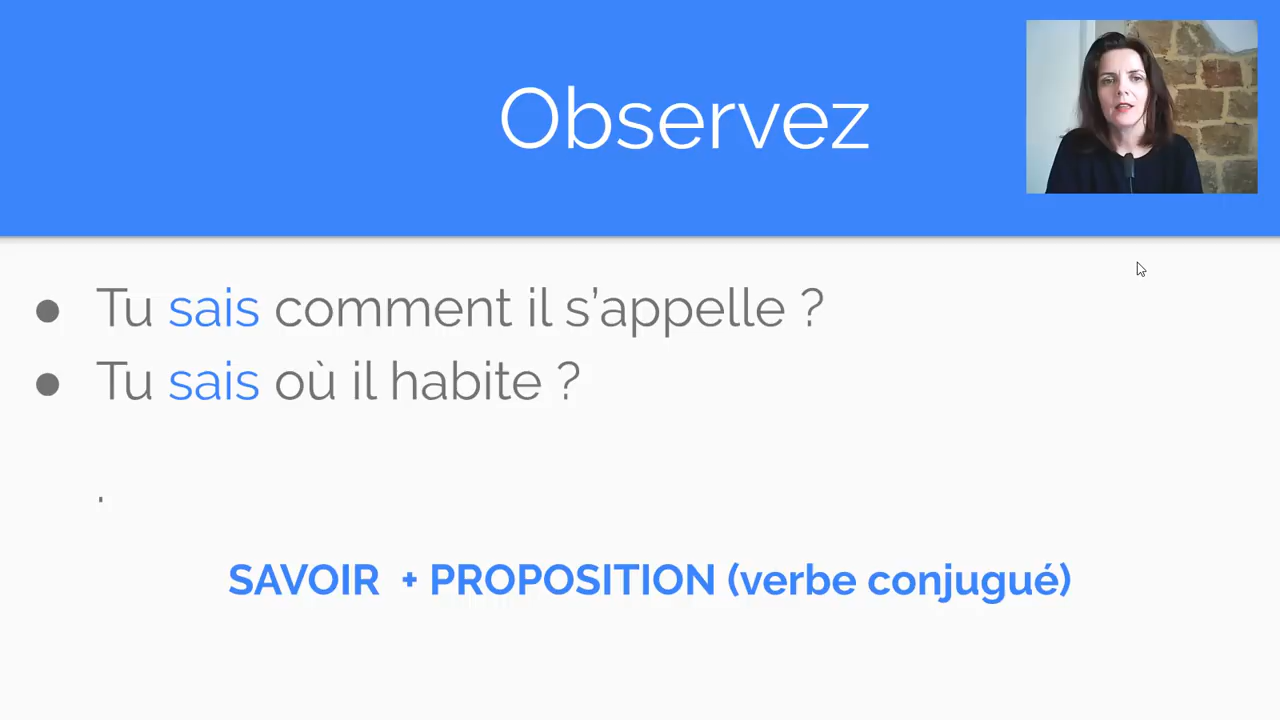 Observez
● Tu sais comment il s’appelle ?
● Tu sais où il habite ?
.
SAVOIR + PROPOSITION (verbe conjugué)